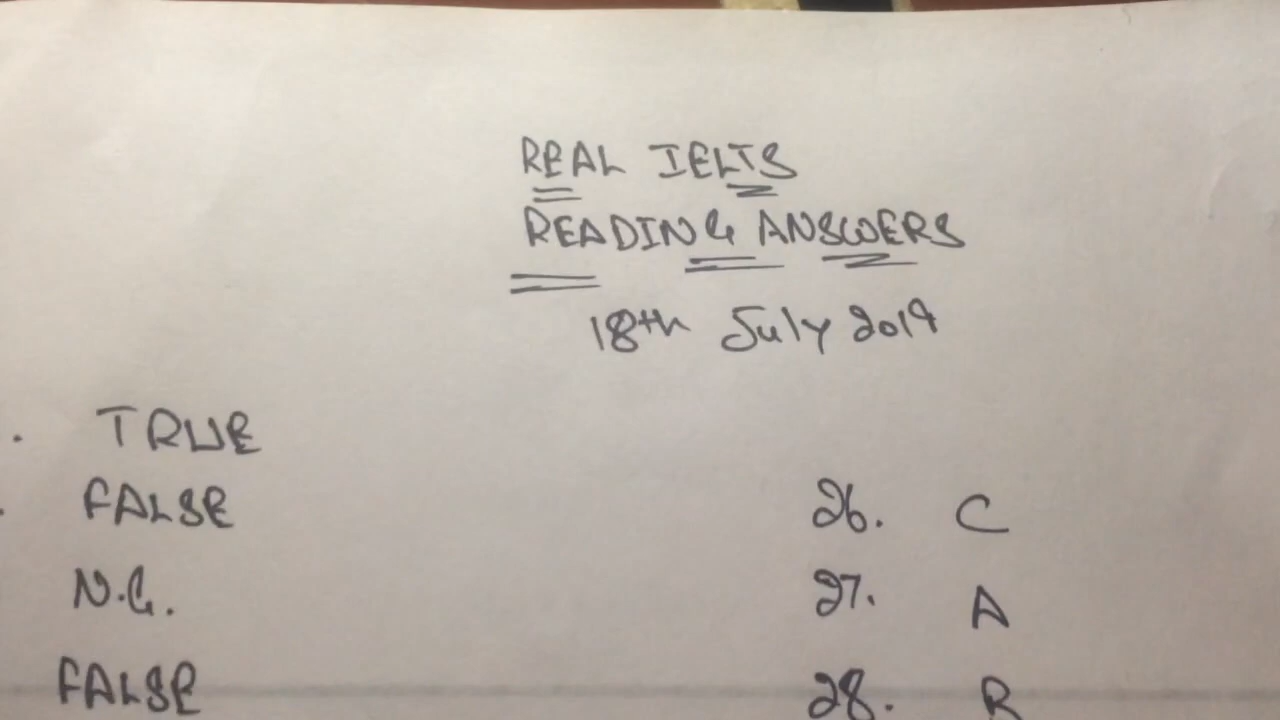 REAL IELTS
READING ANSWERS
18th July 2019
. TRUE
. FALSE
N.G.
FALSE
26. C
27. A
28.